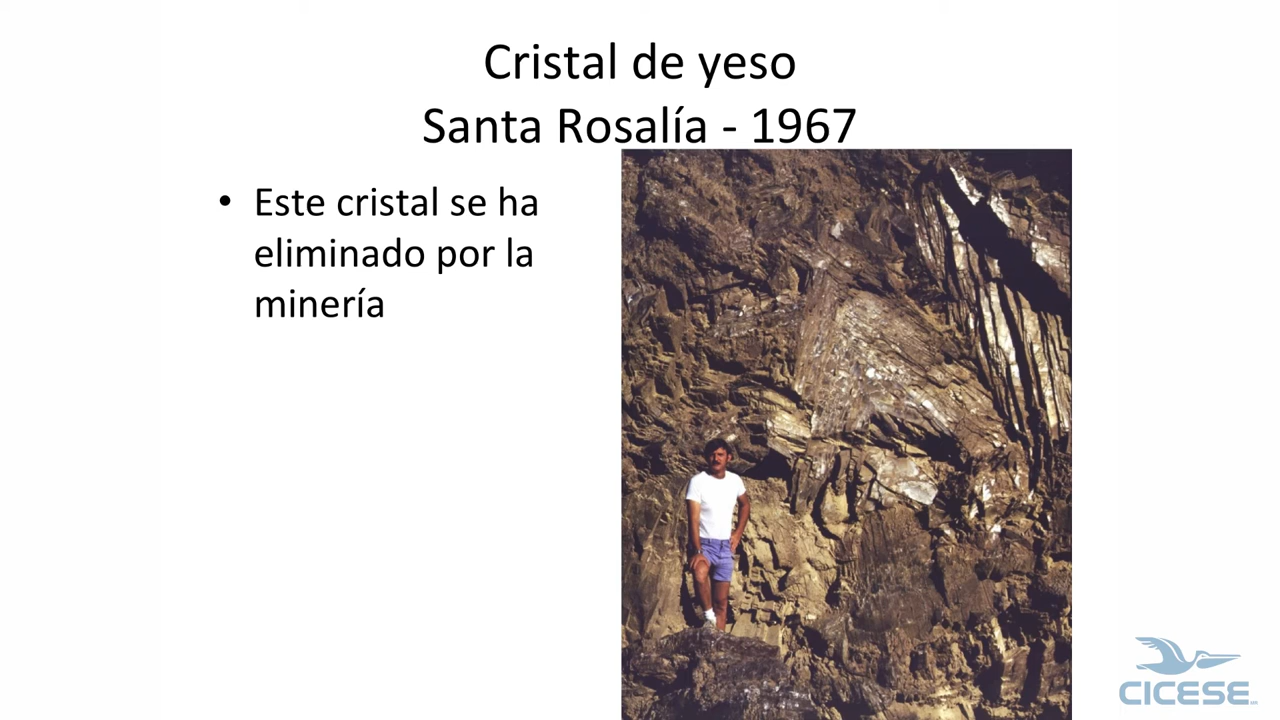 Cristal de yeso
Santa Rosalía - 1967
• Este cristal se ha
eliminado por la
minería
CICESE